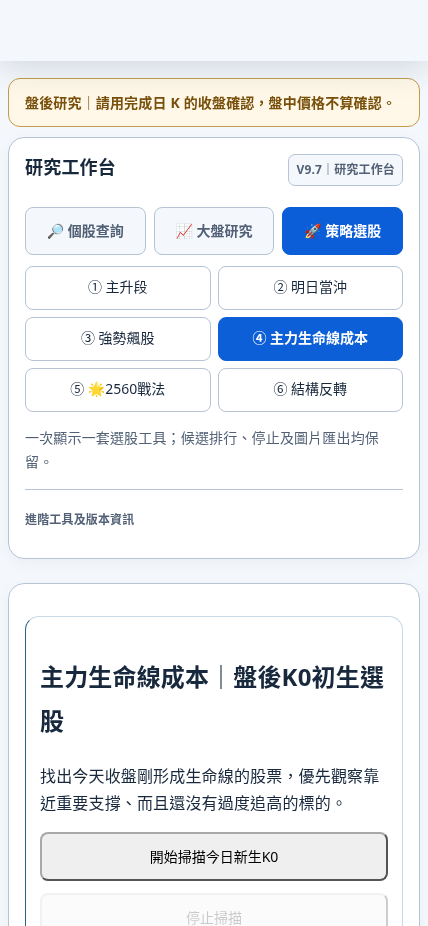 盤後研究｜請用完成日 K 的收盤確認，盤中價格不算確認。
研究工作台
V9.7｜研究工作台
🔎 個股查詢
📈 大盤研究
🚀 策略選股
① 主升段
② 明日當沖
③ 強勢飆股
④ 主力生命線成本
⑤ 🌟2560戰法
⑥ 結構反轉
一次顯示一套選股工具；候選排行、停止及圖片匯出均保
留。
進階工具及版本資訊
主力生命線成本｜盤後K0初生選
股
找出今天收盤剛形成生命線的股票，優先觀察靠
近重要支撐、而且還沒有過度追高的標的。
開始掃描今日新生K0
停止掃描